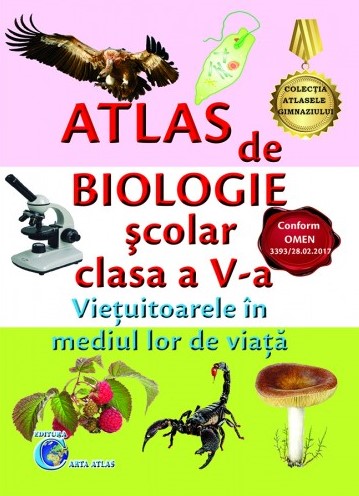 COLECȚIA
ATLASELE
GIMNAZIULUI
ATLAS
de
BIOLOGIE
școlar
clasa a V-a
Conform
OMEN
3393/28.02.2017
Viețuitoarele în
mediul lor de viață
EDITURA
CARTA ATLAS